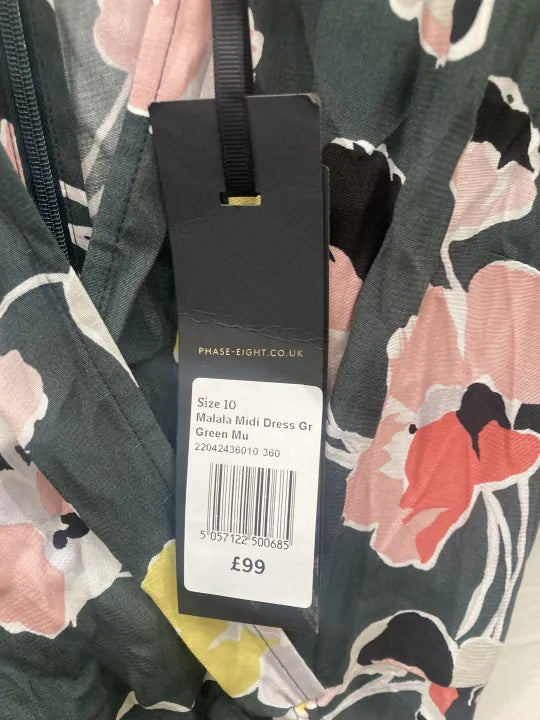 PHASE-EIGHT.CO.UK
Size 10
Malala Midi Dress Gr
Green Mu
22042436010 360
5 057122 500685
£99